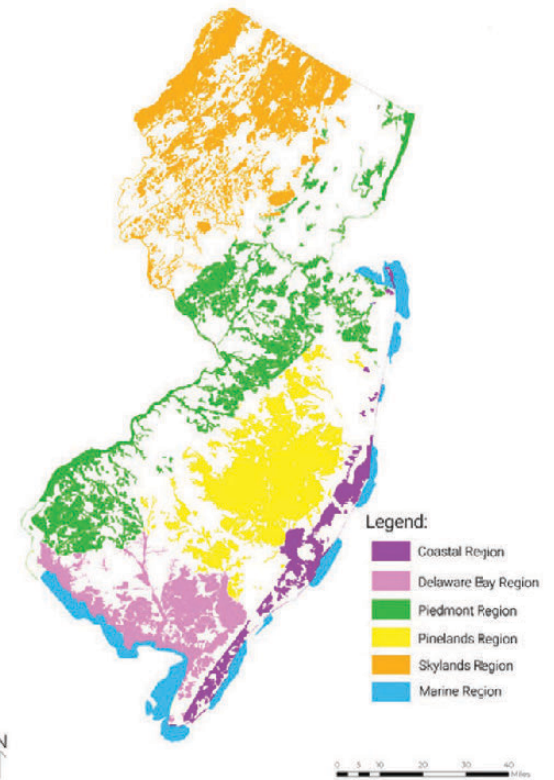 Legend:
Coastal Region
Delaware Bay Region
Piedmont Region
Pinelands Region
Skylands Region
Marine Region
N
0 5 10 20 30 40
Miles